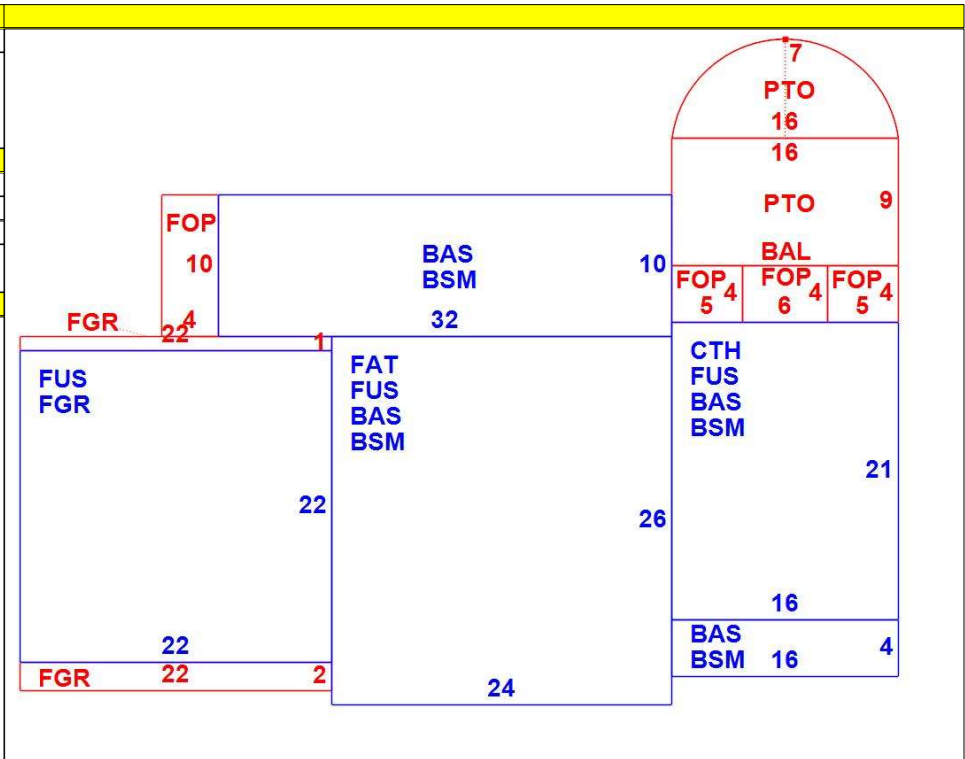 7
PTO
16
16
PTO
9
BAL
FOP
10
BAS
BSM
10
32
FOP
4
5
FOP
4
6
FOP
4
5
FGR
4
22
1
FUS
FGR
22
22
FAT
FUS
BAS
BSM
26
24
CTH
FUS
BAS
BSM
21
16
BAS
BSM
16
4
FGR
22
2